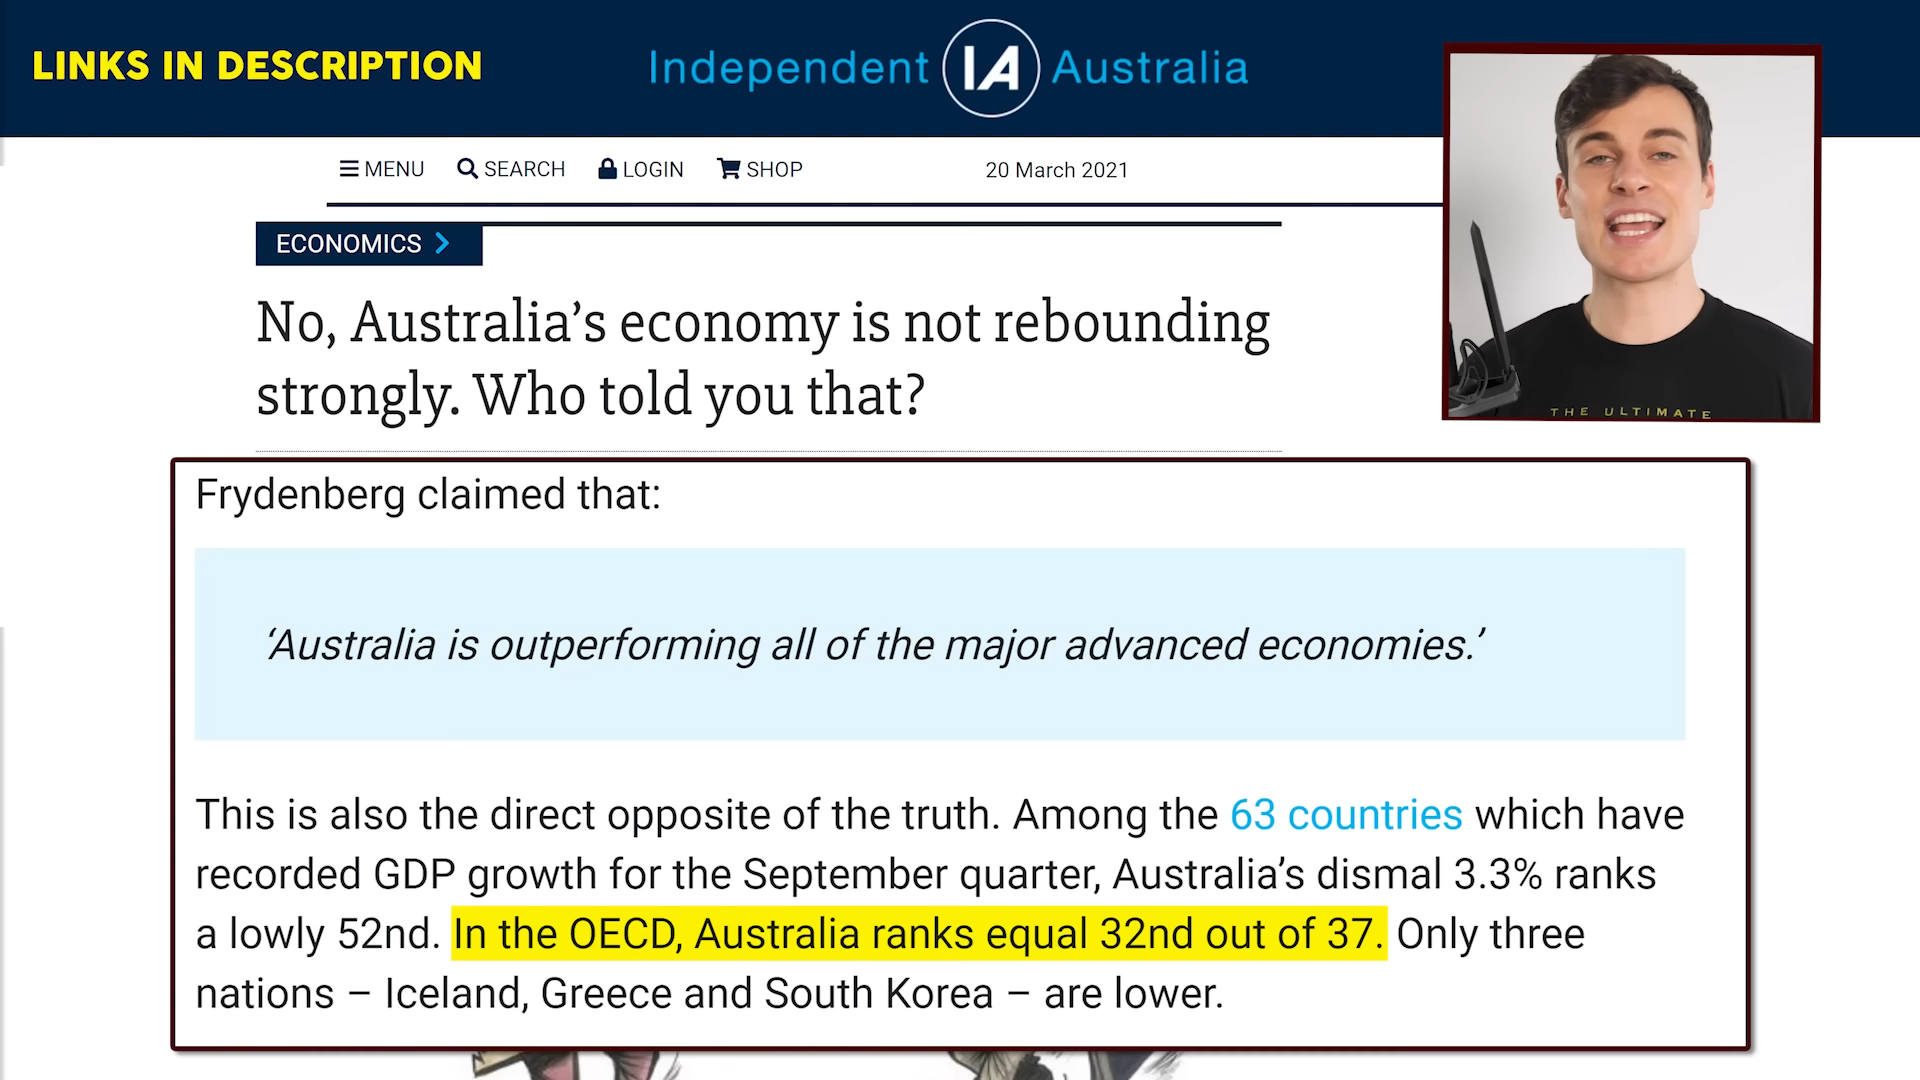 LINKS IN DESCRIPTION
Independent IA Australia
MENU SEARCH LOGIN SHOP 20 March 2021
ECONOMICS
No, Australia’s economy is not rebounding
strongly. Who told you that?
THE ULTIMATE
Frydenberg claimed that:
‘Australia is outperforming all of the major advanced economies.’
This is also the direct opposite of the truth. Among the 63 countries which have
recorded GDP growth for the September quarter, Australia’s dismal 3.3% ranks
a lowly 52nd. In the OECD, Australia ranks equal 32nd out of 37. Only three
nations – Iceland, Greece and South Korea – are lower.